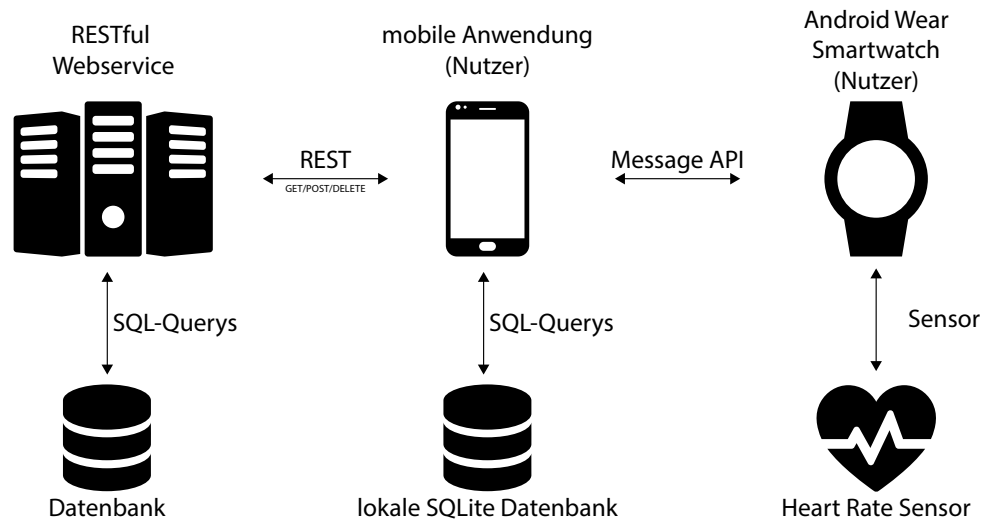 RESTful
Webservice
mobile Anwendung
(Nutzer)
Android Wear
Smartwatch
(Nutzer)
REST
GET/POST/DELETE
Message API
SQL-Querys
SQL-Querys
Sensor
Datenbank
lokale SQLite Datenbank
Heart Rate Sensor